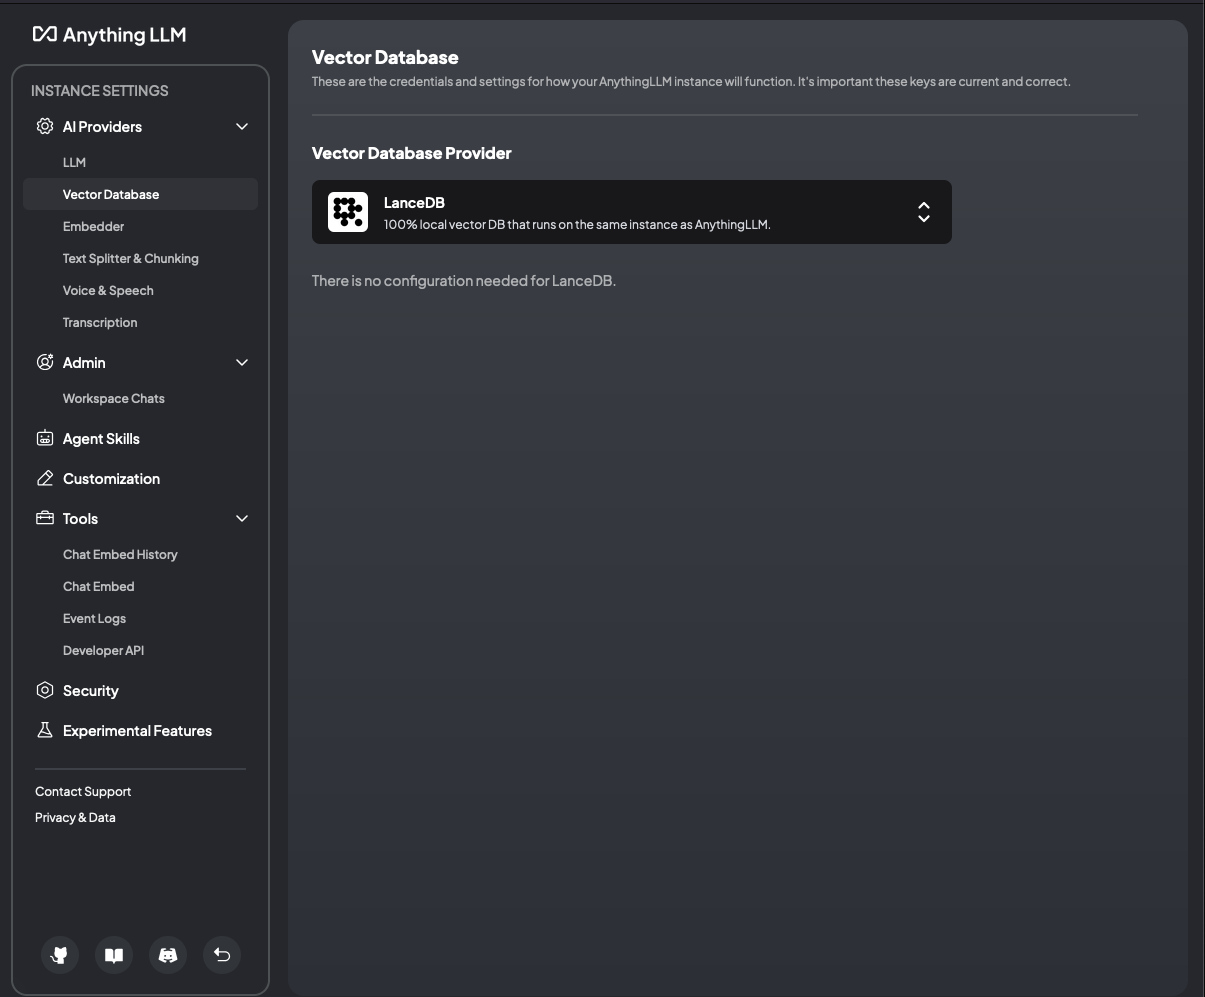 Anything LLM
INSTANCE SETTINGS
AI Providers
LLM
Vector Database
Embedder
Text Splitter & Chunking
Voice & Speech
Transcription
Admin
Workspace Chats
Agent Skills
Customization
Tools
Chat Embed History
Chat Embed
Event Logs
Developer API
Security
Experimental Features
Contact Support
Privacy & Data
Vector Database
These are the credentials and settings for how your AnythingLLM instance will function. It's important these keys are current and correct.
Vector Database Provider
LanceDB
100% local vector DB that runs on the same instance as AnythingLLM.
There is no configuration needed for LanceDB.